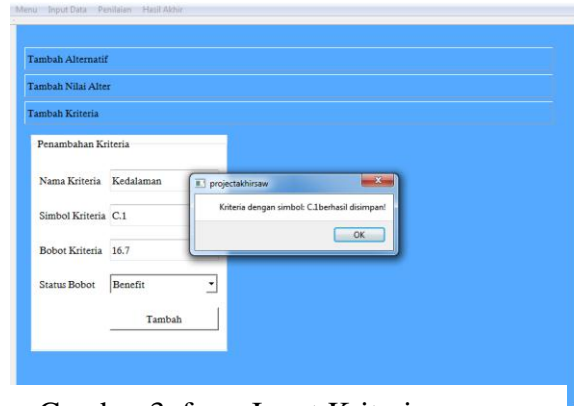 Menu Input Data Penilaian Hasil Akhir
Tambah Alternatif
Tambah Nilai Alter
Tambah Kriteria
Penambahan Kriteria
Nama Kriteria Kedalaman
projectakhirsaw
Kriteria dengan simbol: C.1berhasil disimpan!
OK
Simbol Kriteria C.1
Bobot Kriteria 16.7
Status Bobot Benefit
Tambah